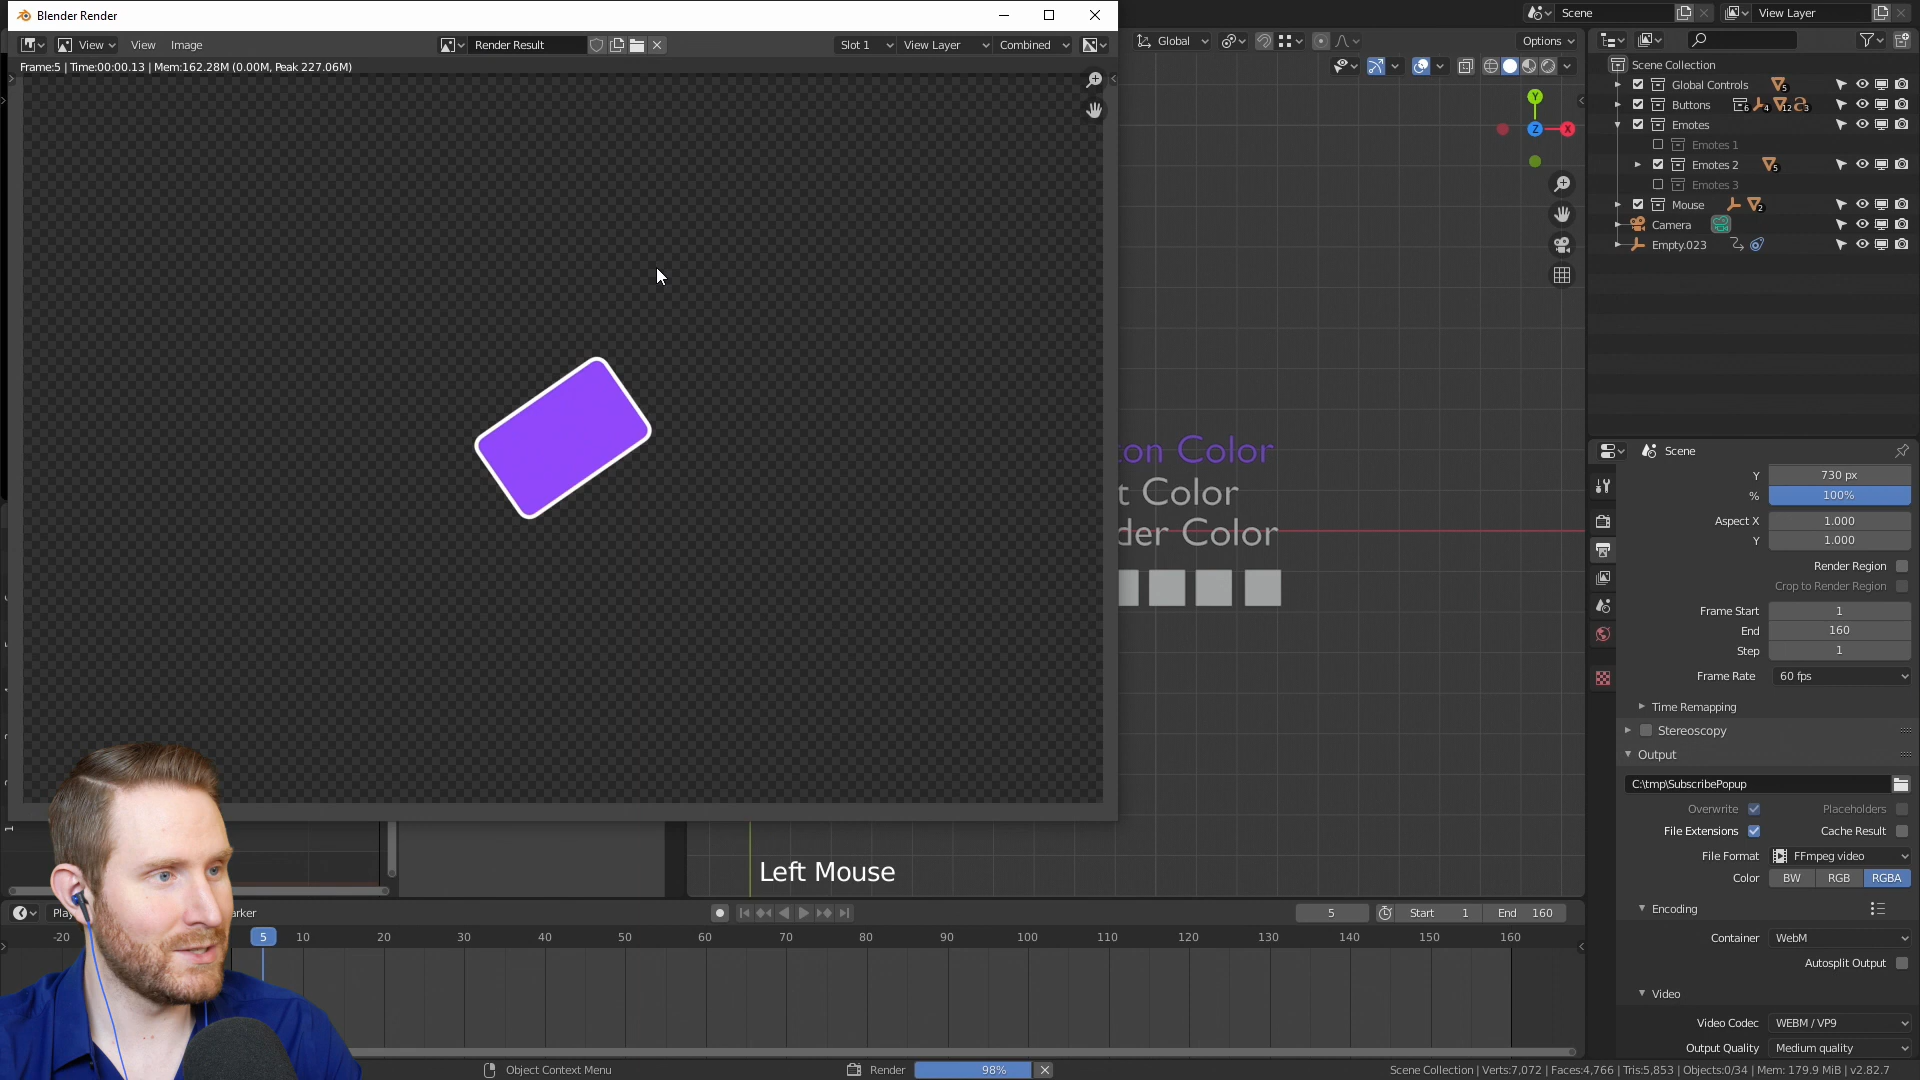 Blender Render
View View Image Render Result Slot 1 View Layer Combined
Frame:5 | Time:00:00.13 | Mem:162.28M (0.00M, Peak 227.06M)
Global Options
Scene View Layer
Y
Z X
Scene Collection
Global Controls 5
Buttons 6 4 12 3
Emotes
Emotes 1
Emotes 2 5
Emotes 3
Mouse 2
Camera
Empty.023
on Color
t Color
der Color
Scene
Y 730 px
% 100%
Aspect X 1.000
Y 1.000
Render Region
Crop to Render Region
Frame Start 1
End 160
Step 1
Frame Rate 60 fps
Time Remapping
Stereoscopy
Output
C:\tmp\SubscribePopup
Overwrite Placeholders
File Extensions Cache Result
File Format FFmpeg video
Color BW RGB RGBA
Encoding
Container WebM
Autosplit Output
Video
Video Codec WEBM / VP9
Output Quality Medium quality
Left Mouse
Play arker 5 Start 1 End 160
-20 5 10 20 30 40 50 60 70 80 90 100 110 120 130 140 150 160
Object Context Menu Render 98% Scene Collection | Verts:7,072 | Faces:4,766 | Tris:5,853 | Objects:0/34 | Mem: 179.9 MiB | v2.82.7